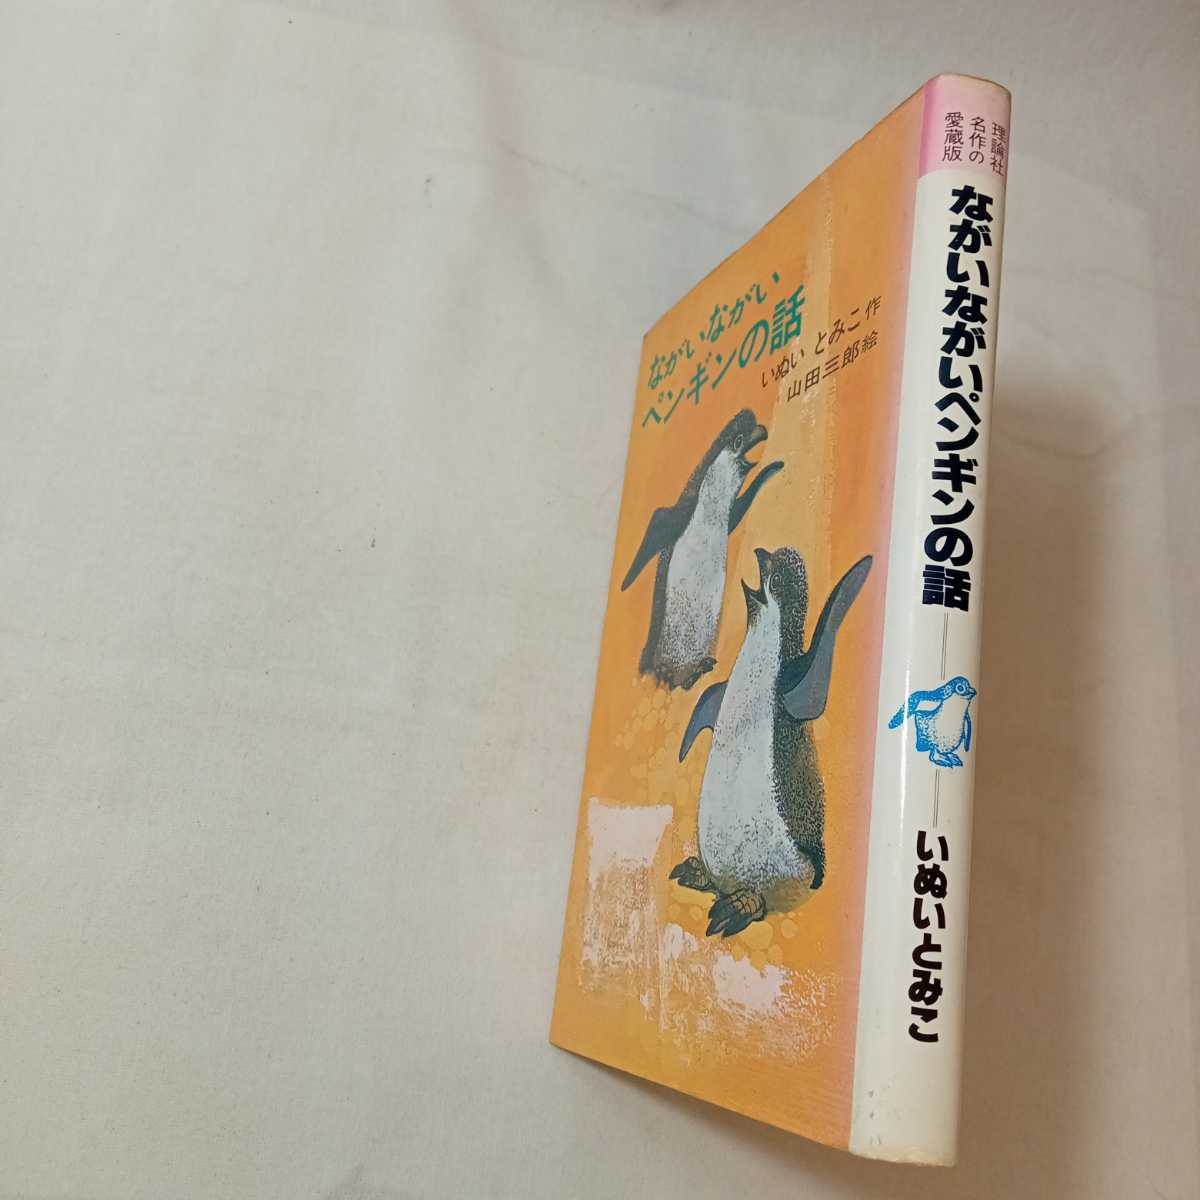 ながいながい
ペンギンの話
いぬい とみこ作
山田三郎絵
理論社
名作の
愛蔵版
ながいながいペンギンの話
いぬいとみこ